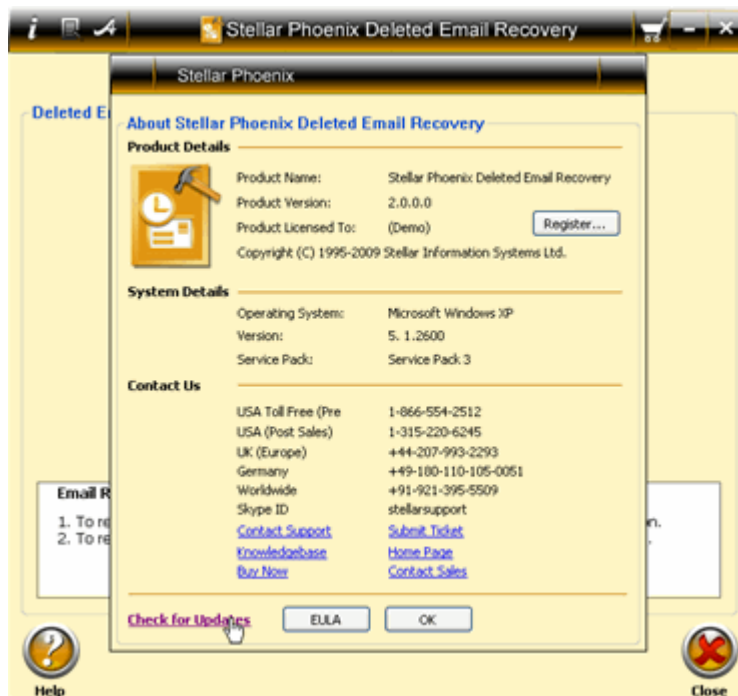 Stellar Phoenix Deleted Email Recovery
Stellar Phoenix
Deleted E
About Stellar Phoenix Deleted Email Recovery
Product Details
Product Name: Stellar Phoenix Deleted Email Recovery
Product Version: 2.0.0.0
Product Licensed To: (Demo) Register...
Copyright (C) 1995-2009 Stellar Information Systems Ltd.
System Details
Operating System: Microsoft Windows XP
Version: 5. 1.2600
Service Pack: Service Pack 3
Contact Us
USA Toll Free (Pre 1-866-554-2512
USA (Post Sales) 1-315-220-6245
UK (Europe) +44-207-993-2293
Germany +49-180-110-105-0051
Worldwide +91-921-395-5509
Skype ID stellarsupport
Contact Support Submit Ticket
Knowledgebase Home Page
Buy Now Contact Sales
Email R
1. To re n.
2. To re .
Check for Updates EULA OK
Help Close